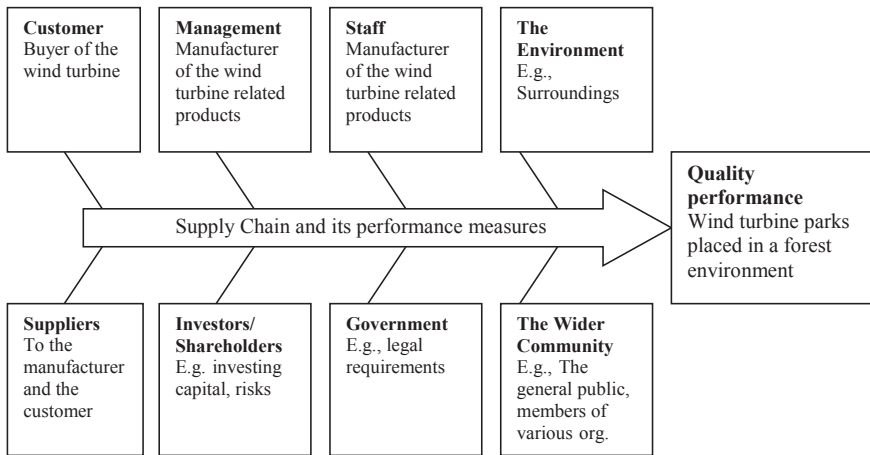 Customer
Buyer of the
wind turbine
Management
Manufacturer
of the wind
turbine related
products
Staff
Manufacturer
of the wind
turbine related
products
The
Environment
E.g.,
Surroundings
Quality
performance
Wind turbine parks
placed in a forest
environment
Supply Chain and its performance measures
Suppliers
To the
manufacturer
and the
customer
Investors/
Shareholders
E.g. investing
capital, risks
Government
E.g., legal
requirements
The Wider
Community
E.g., The
general public,
members of
various org.